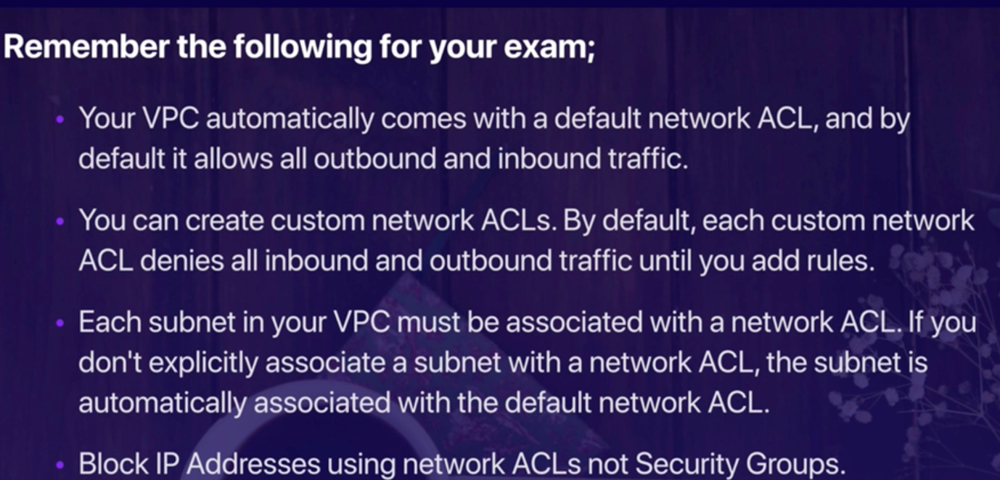 Remember the following for your exam;
• Your VPC automatically comes with a default network ACL, and by
default it allows all outbound and inbound traffic.
• You can create custom network ACLs. By default, each custom network
ACL denies all inbound and outbound traffic until you add rules.
• Each subnet in your VPC must be associated with a network ACL. If you
don't explicitly associate a subnet with a network ACL, the subnet is
automatically associated with the default network ACL.
• Block IP Addresses using network ACLs not Security Groups.